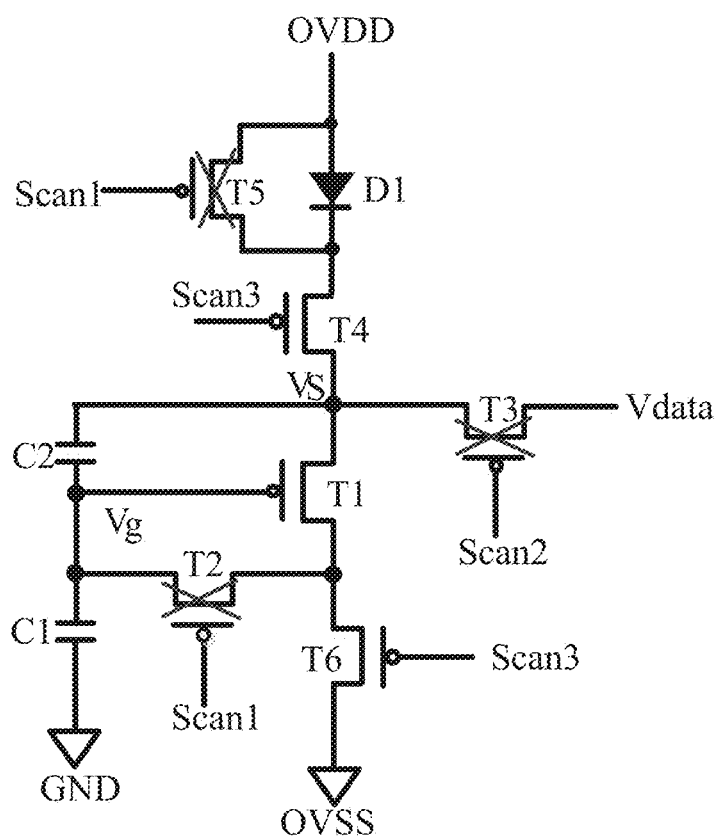 OVDD
Scan1
T5
D1
Scan3
T4
VS
T3
Vdata
C2
T1
Vg
Scan2
T2
C1
T6
Scan3
Scan1
GND
OVSS